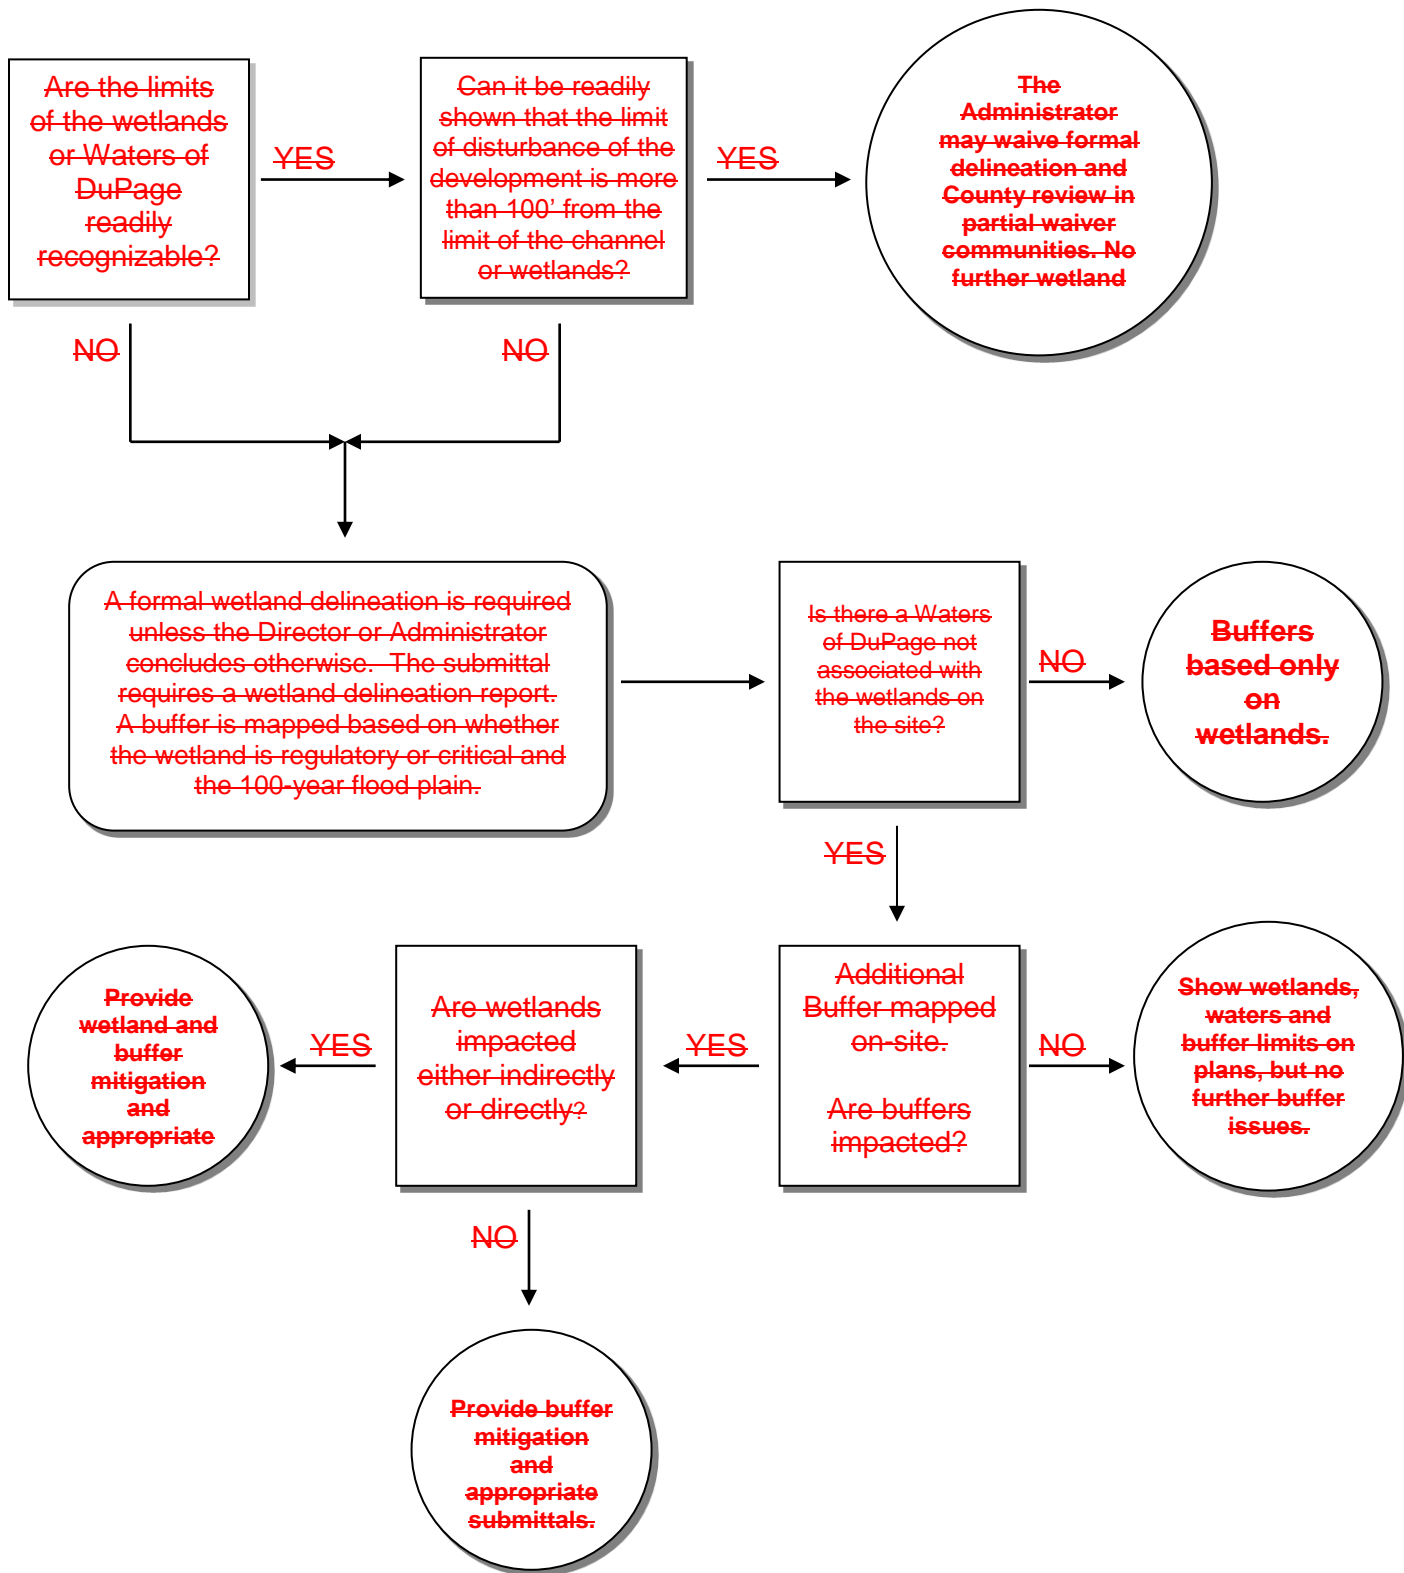 Are the limits
of the wetlands
or Waters of
DuPage
readily
recognizable?
YES
Can it be readily
shown that the limit
of disturbance of the
development is more
than 100’ from the
limit of the channel
or wetlands?
YES
The
Administrator
may waive formal
delineation and
County review in
partial waiver
communities. No
further wetland
NO
NO
A formal wetland delineation is required
unless the Director or Administrator
concludes otherwise.  The submittal
requires a wetland delineation report.
A buffer is mapped based on whether
the wetland is regulatory or critical and
the 100-year flood plain.
Is there a Waters
of DuPage not
associated with
the wetlands on
the site?
NO
Buffers
based only
on
wetlands.
YES
Provide
wetland and
buffer
mitigation
and
appropriate
YES
Are wetlands
impacted
either indirectly
or directly?
YES
Additional
Buffer mapped
on-site.
Are buffers
impacted?
NO
Show wetlands,
waters and
buffer limits on
plans, but no
further buffer
issues.
NO
Provide buffer
mitigation
and
appropriate
submittals.